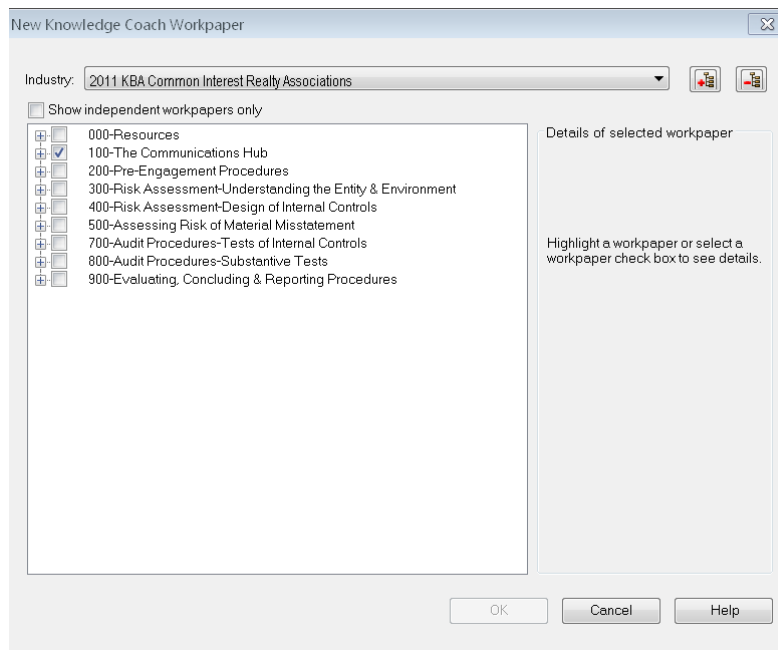 New Knowledge Coach Workpaper
Industry: 2011 KBA Common Interest Realty Associations
Show independent workpapers only
000-Resources
100-The Communications Hub
200-Pre-Engagement Procedures
300-Risk Assessment-Understanding the Entity & Environment
400-Risk Assessment-Design of Internal Controls
500-Assessing Risk of Material Misstatement
700-Audit Procedures-Tests of Internal Controls
800-Audit Procedures-Substantive Tests
900-Evaluating, Concluding & Reporting Procedures
Details of selected workpaper
Highlight a workpaper or select a
workpaper check box to see details.
OK Cancel Help